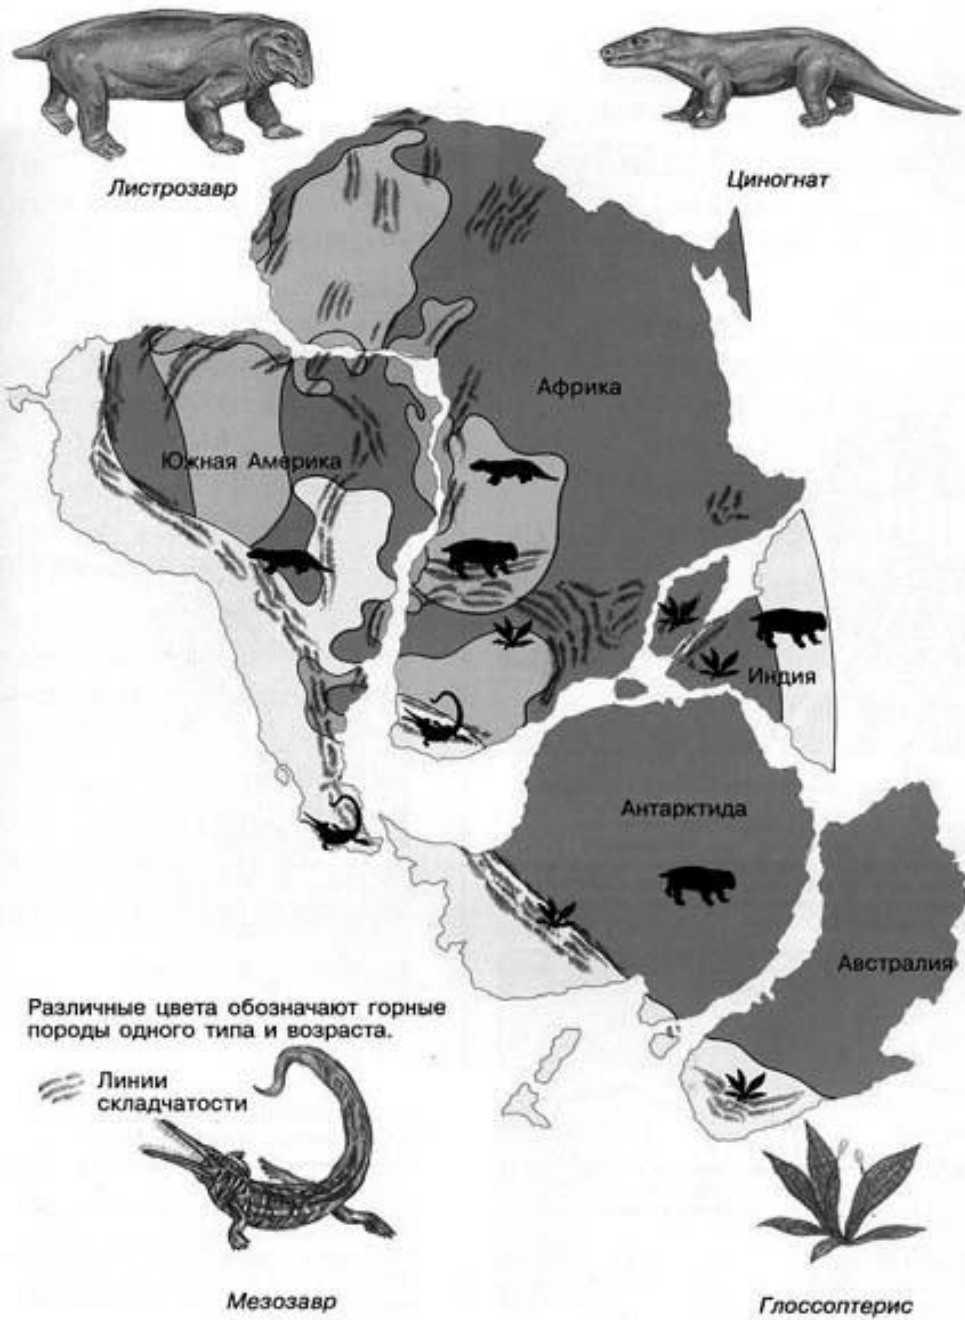 Листрозавр
Циногнат
Африка
Южная Америка
Индия
Антарктида
Австралия
Различные цвета обозначают горные
породы одного типа и возраста.
Линии
складчатости
Мезозавр
Глоссоптерис